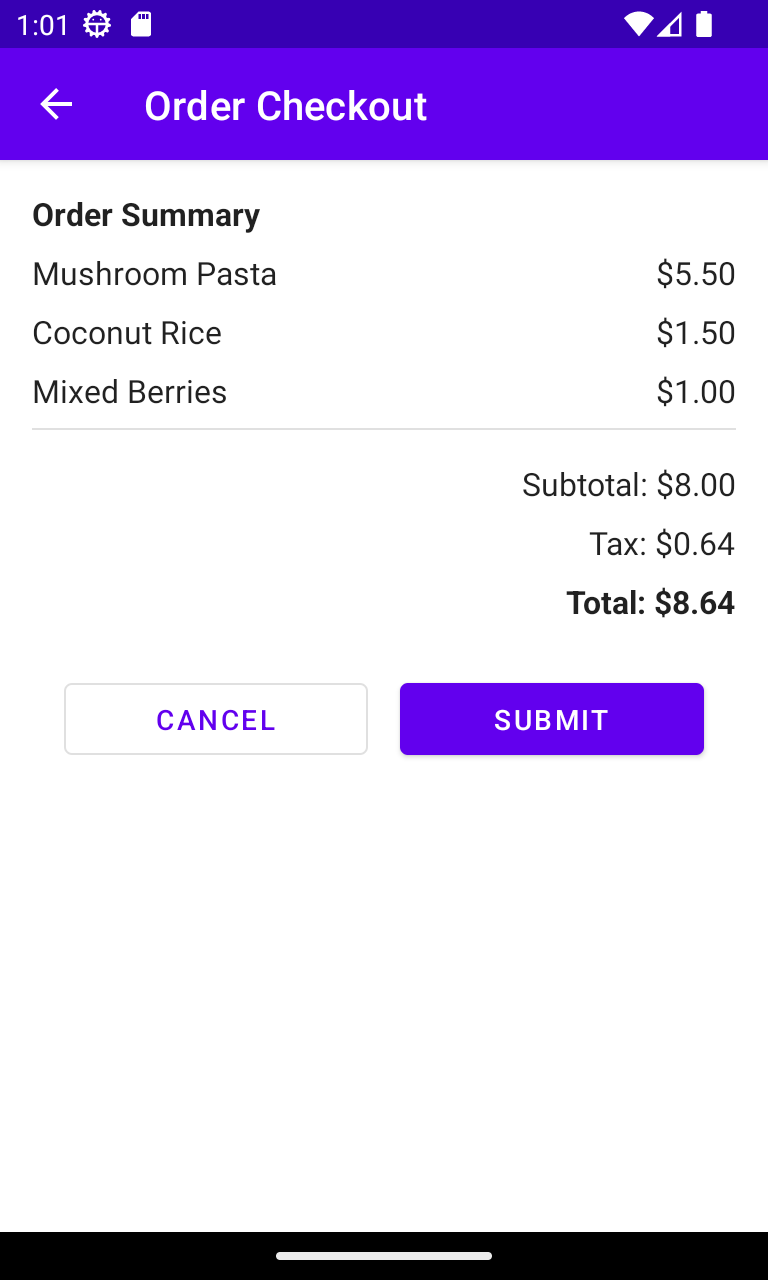 1:01
Order Checkout
Order Summary
Mushroom Pasta $5.50
Coconut Rice $1.50
Mixed Berries $1.00
Subtotal: $8.00
Tax: $0.64
Total: $8.64
CANCEL SUBMIT